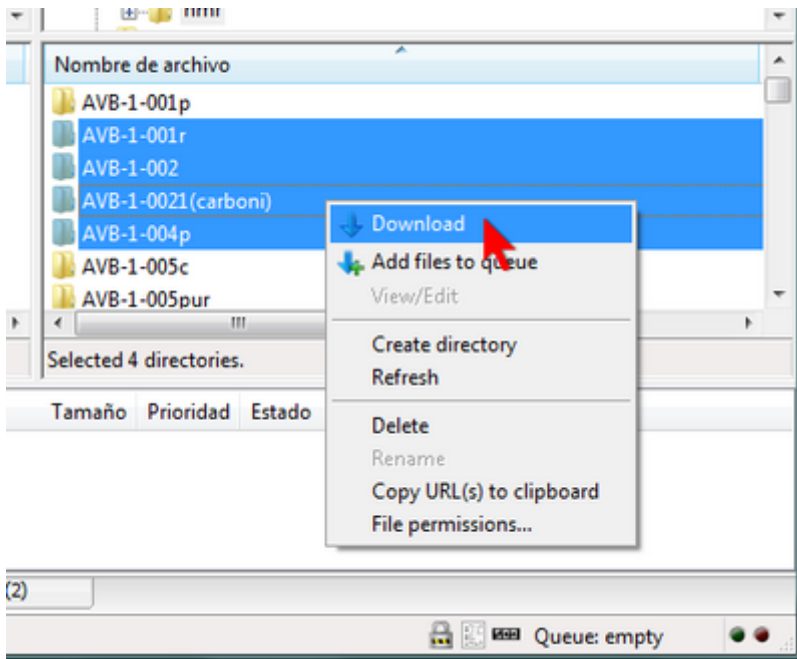 nmr
Nombre de archivo
AVB-1-001p
AVB-1-001r
AVB-1-002
AVB-1-0021(carboni)
AVB-1-004p
AVB-1-005c
AVB-1-005pur
Selected 4 directories.
Download
Add files to queue
View/Edit
Create directory
Refresh
Delete
Rename
Copy URL(s) to clipboard
File permissions...
Tamaño Prioridad Estado
(2)
Queue: empty